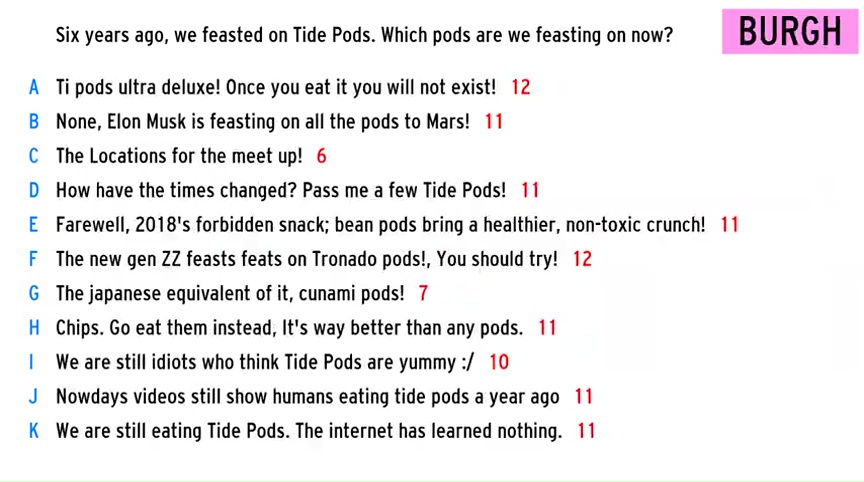 Six years ago, we feasted on Tide Pods. Which pods are we feasting on now?
BURGH
A Ti pods ultra deluxe! Once you eat it you will not exist! 12
B None, Elon Musk is feasting on all the pods to Mars! 11
C The Locations for the meet up! 6
D How have the times changed? Pass me a few Tide Pods! 11
E Farewell, 2018's forbidden snack; bean pods bring a healthier, non-toxic crunch! 11
F The new gen ZZ feasts feats on Tronado pods!, You should try! 12
G The japanese equivalent of it, cunami pods! 7
H Chips. Go eat them instead, It's way better than any pods. 11
I We are still idiots who think Tide Pods are yummy :/ 10
J Nowdays videos still show humans eating tide pods a year ago 11
K We are still eating Tide Pods. The internet has learned nothing. 11